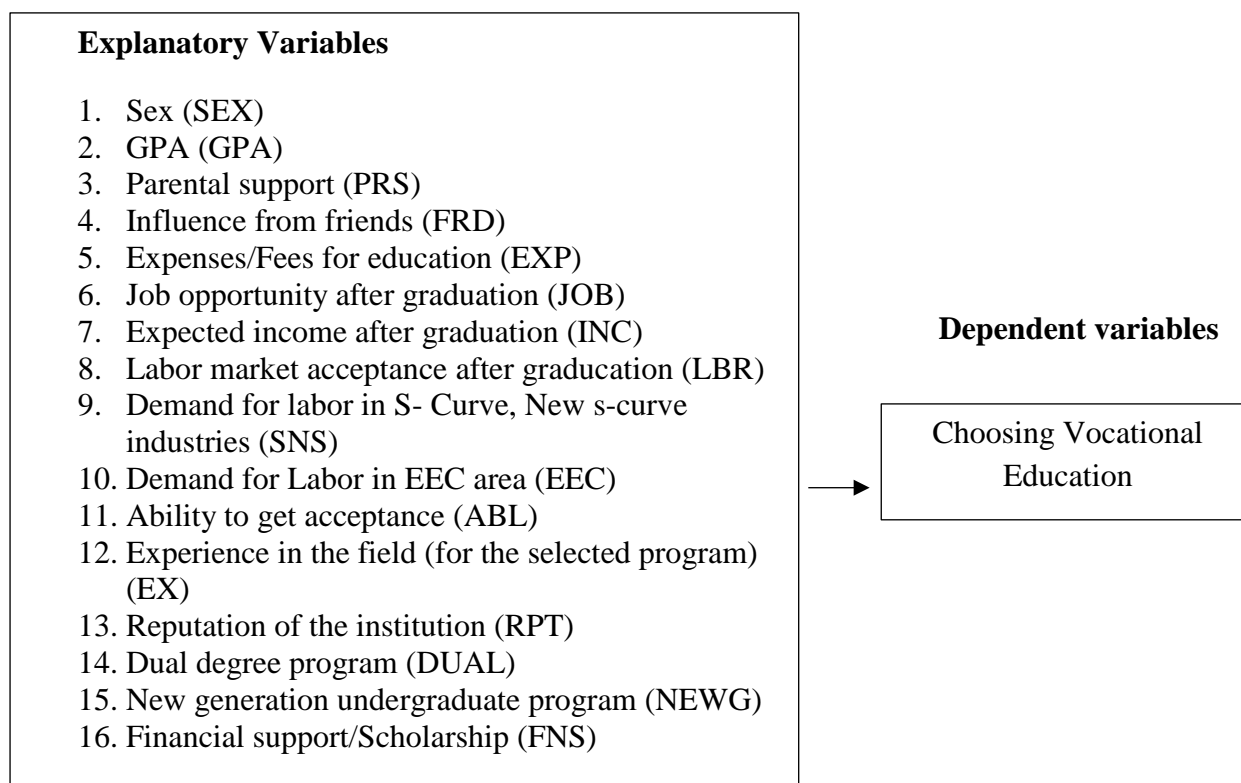 Explanatory Variables
1. Sex (SEX)
2. GPA (GPA)
3. Parental support (PRS)
4. Influence from friends (FRD)
5. Expenses/Fees for education (EXP)
6. Job opportunity after graduation (JOB)
7. Expected income after graduation (INC)
8. Labor market acceptance after graducation (LBR)
9. Demand for labor in S- Curve, New s-curve
industries (SNS)
10. Demand for Labor in EEC area (EEC)
11. Ability to get acceptance (ABL)
12. Experience in the field (for the selected program)
(EX)
13. Reputation of the institution (RPT)
14. Dual degree program (DUAL)
15. New generation undergraduate program (NEWG)
16. Financial support/Scholarship (FNS)
Dependent variables
Choosing Vocational
Education